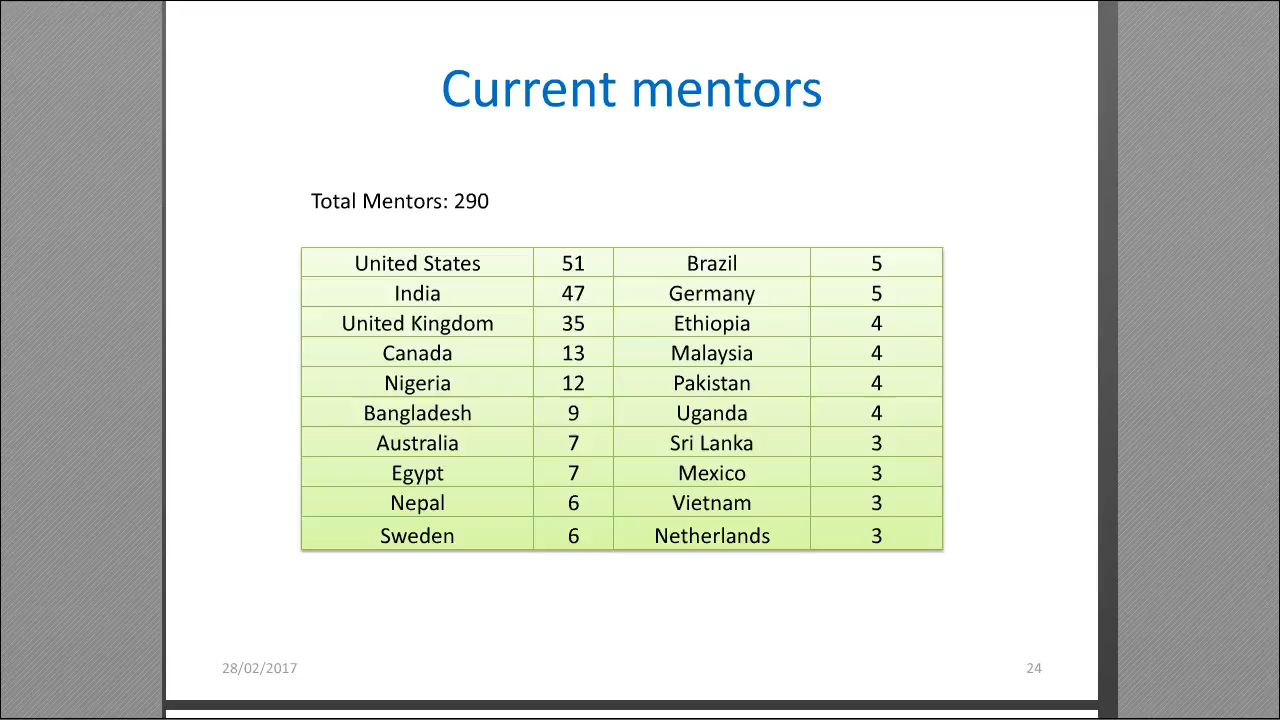 Current mentors
Total Mentors: 290
United States 51 Brazil 5
India 47 Germany 5
United Kingdom 35 Ethiopia 4
Canada 13 Malaysia 4
Nigeria 12 Pakistan 4
Bangladesh 9 Uganda 4
Australia 7 Sri Lanka 3
Egypt 7 Mexico 3
Nepal 6 Vietnam 3
Sweden 6 Netherlands 3
28/02/2017 24